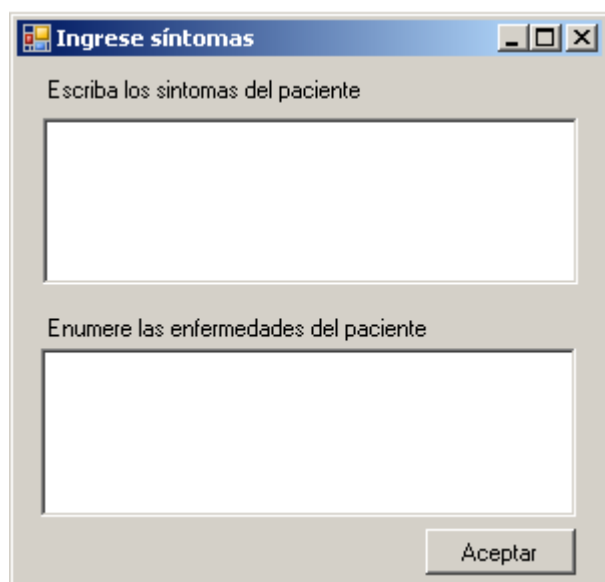 Ingrese síntomas
Escriba los sintomas del paciente
Enumere las enfermedades del paciente
Aceptar